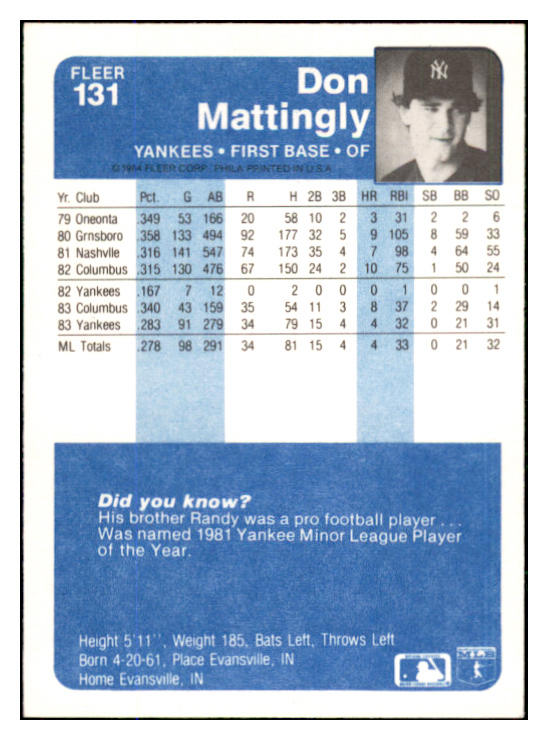 FLEER
131
Don
Mattingly
YANKEES • FIRST BASE • OF
©1984 FLEER CORP. PHILA PRINTED IN U.S.A.
Yr. Club Pct. G AB R H 2B 3B HR RBI SB BB SO
79 Oneonta .349 53 166 20 58 10 2 3 31 2 2 6
80 Grnsboro .358 133 494 92 177 32 5 9 105 8 59 33
81 Nashvlle .316 141 547 74 173 35 4 7 98 4 64 55
82 Columbus .315 130 476 67 150 24 2 10 75 1 50 24
82 Yankees .167 7 12 0 2 0 0 0 1 0 0 1
83 Columbus .340 43 159 35 54 11 3 8 37 2 29 14
83 Yankees .283 91 279 34 79 15 4 4 32 0 21 31
ML Totals .278 98 291 34 81 15 4 4 33 0 21 32
Did you know?
His brother Randy was a pro football player . . .
Was named 1981 Yankee Minor League Player
of the Year.
Height 5'11'', Weight 185, Bats Left, Throws Left
Born 4-20-61, Place Evansville, IN
Home Evansville, IN